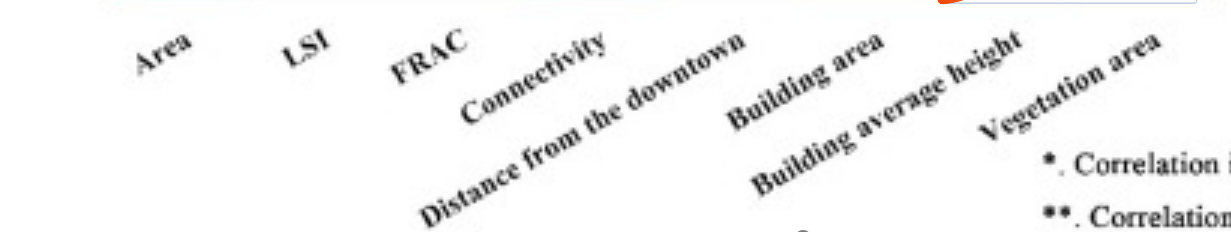 Area
LSI
FRAC
Connectivity
Distance from the downtown
Building area
Building average height
Vegetation area
*. Correlation
**. Correlation